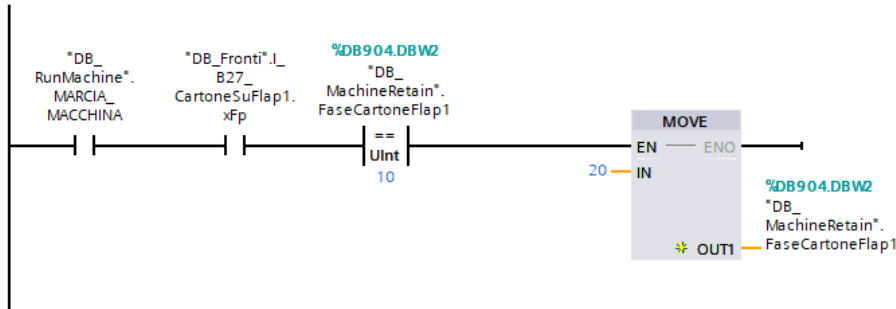 "DB_
RunMachine".
MARCIA_
MACCHINA
"DB_Fronti".I_
B27_
CartoneSuFlap1.
xFp
%DB904.DBW2
"DB_
MachineRetain".
FaseCartoneFlap1
==
UInt
10
MOVE
EN
ENO
20
IN
OUT1
%DB904.DBW2
"DB_
MachineRetain".
FaseCartoneFlap1